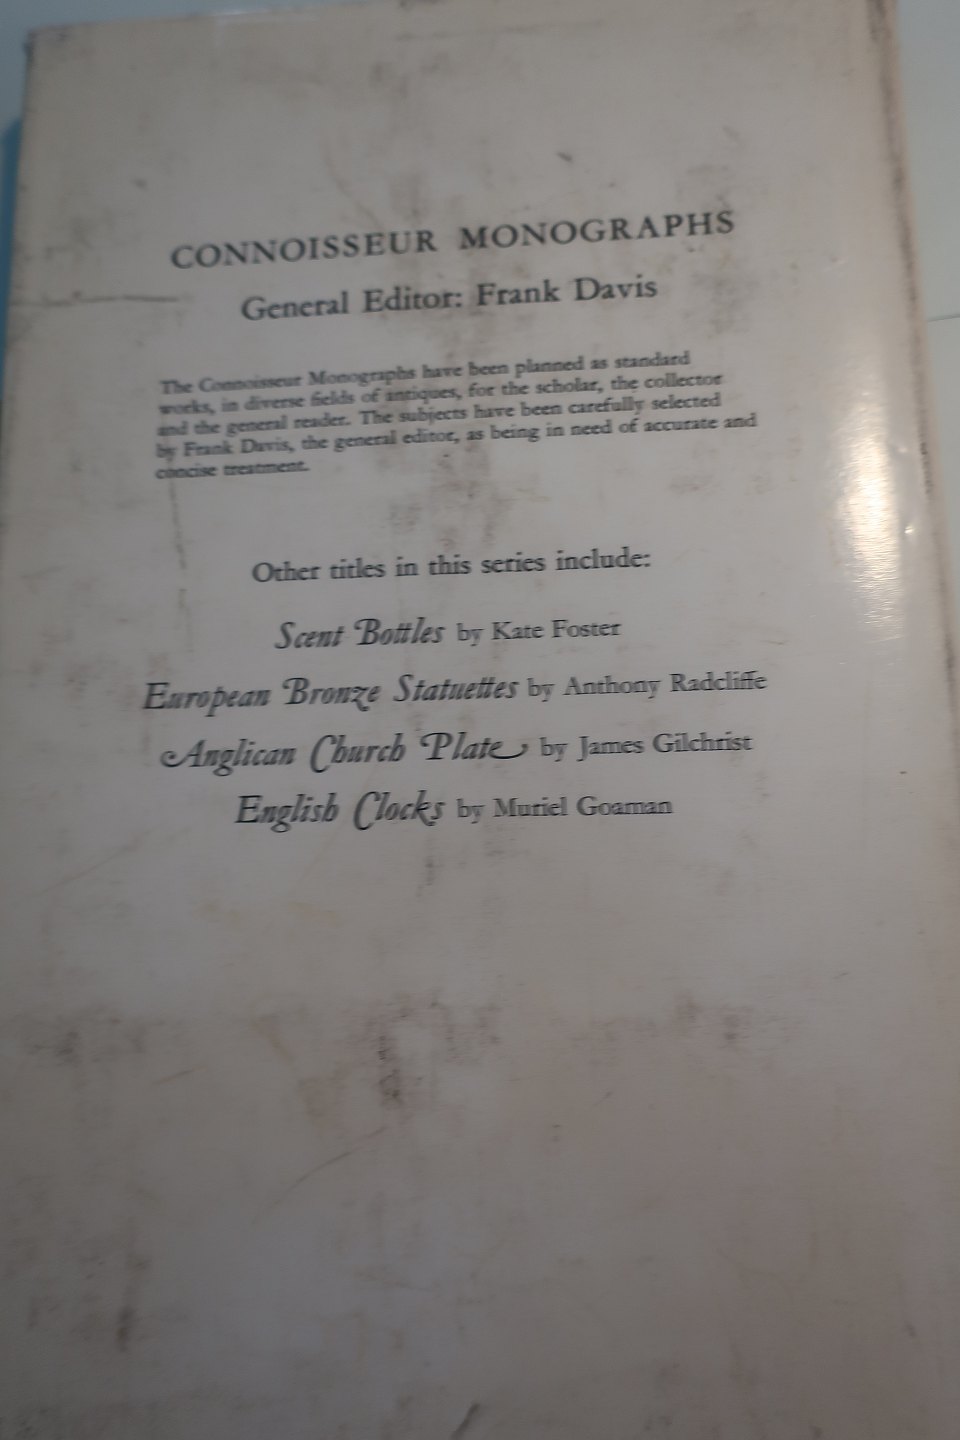 CONNOISSEUR MONOGRAPHS
General Editor: Frank Davis
The Connoisseur Monographs have been planned as standard
works, in diverse fields of antiques, for the scholar, the collector
and the general reader. The subjects have been carefully selected
by Frank Davis, the general editor, as being in need of accurate and
concise treatment.
Other titles in this series include:
Scent Bottles by Kate Foster
European Bronze Statuettes by Anthony Radcliffe
Anglican Church Plate by James Gilchrist
English Clocks by Muriel Goaman